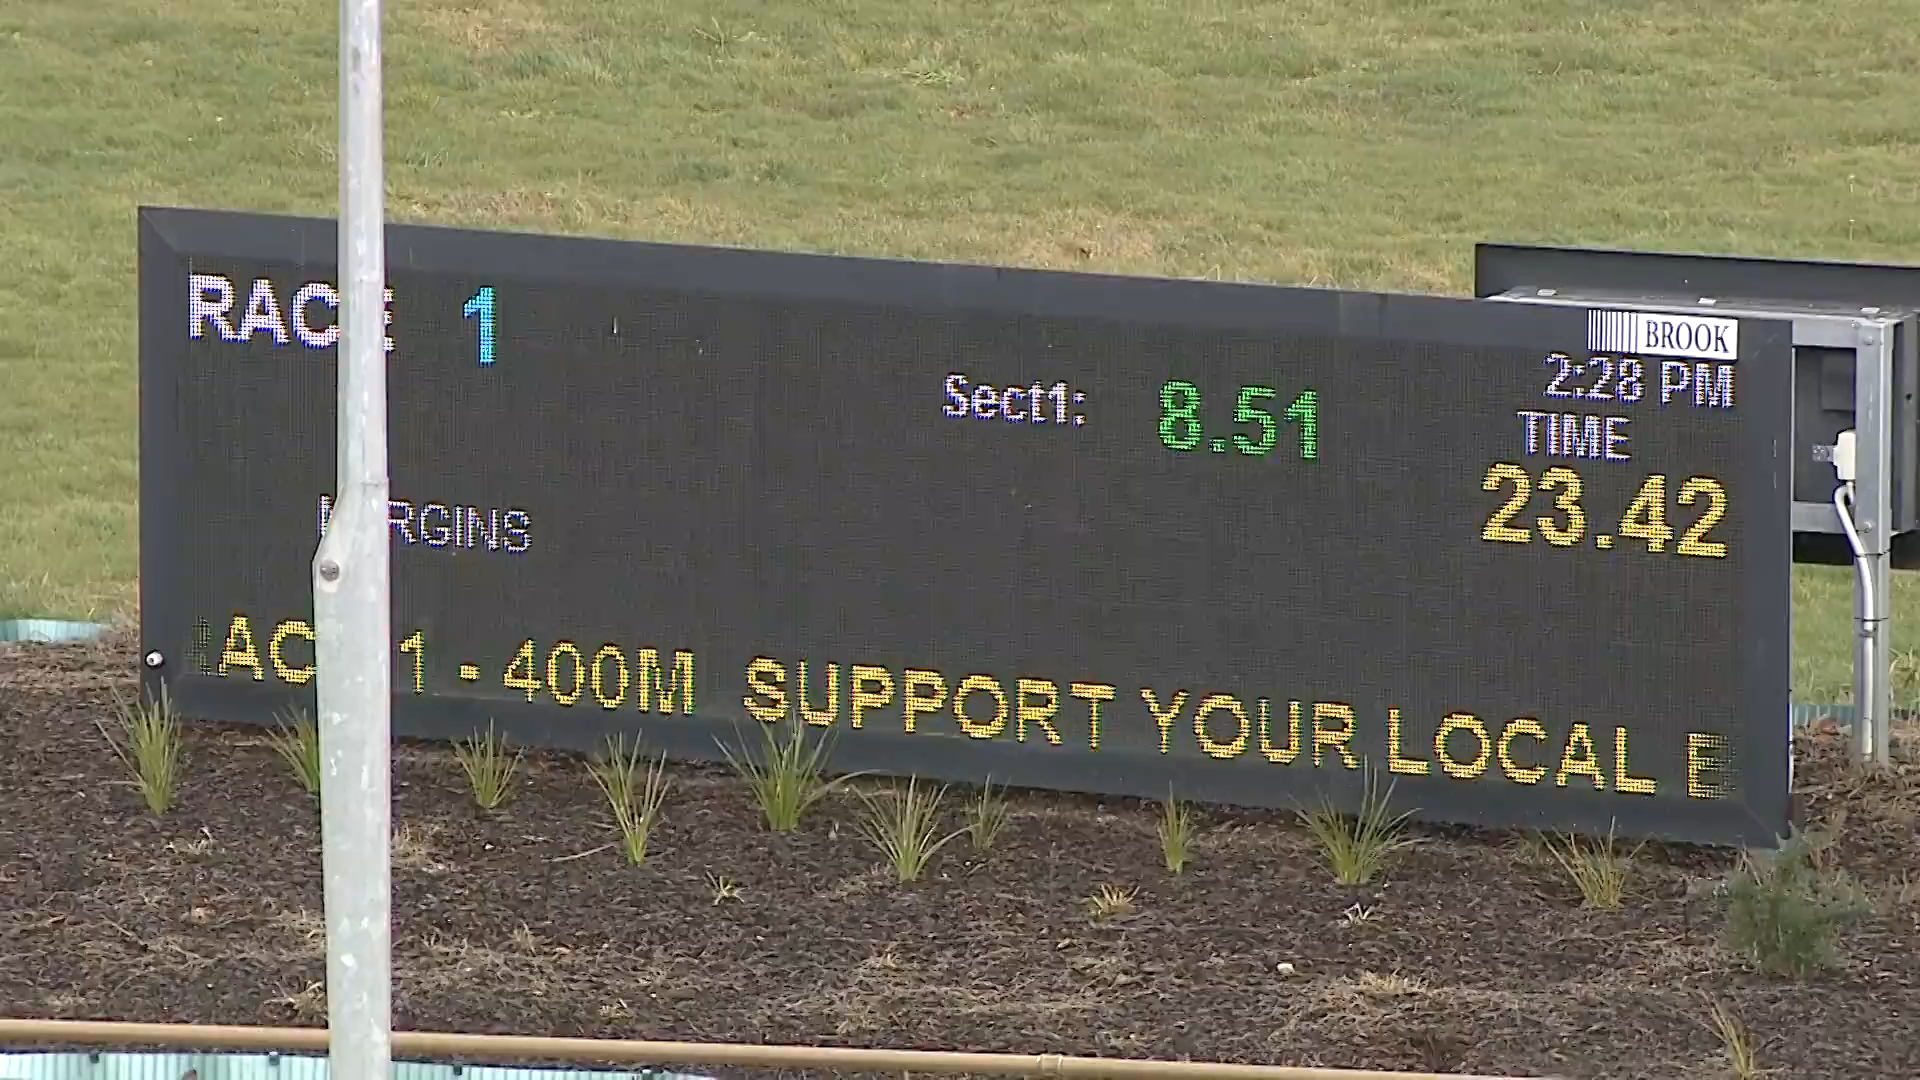 RACE 1
BROOK
2:28 PM
Sect1: 8.51
TIME
23.42
MARGINS
RACE 1 - 400M SUPPORT YOUR LOCAL E